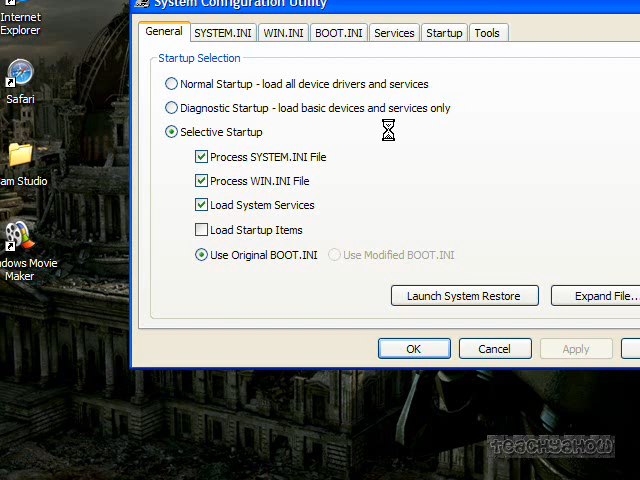 System Configuration Utility
Internet
Explorer
Safari
am Studio
dows Movie
Maker
General
SYSTEM.INI
WIN.INI
BOOT.INI
Services
Startup
Tools
Startup Selection
Normal Startup - load all device drivers and services
Diagnostic Startup - load basic devices and services only
Selective Startup
Process SYSTEM.INI File
Process WIN.INI File
Load System Services
Load Startup Items
Use Original BOOT.INI
Use Modified BOOT.INI
Launch System Restore
Expand File...
OK
Cancel
Apply